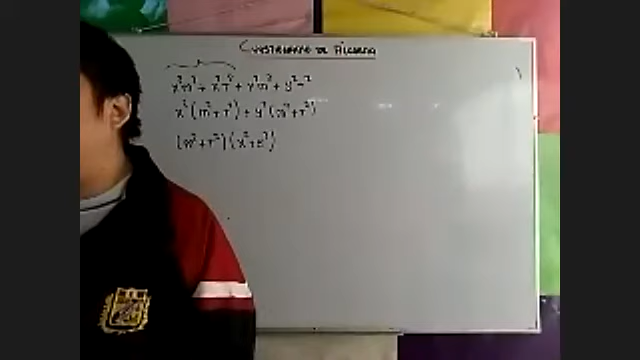 x²m² + x²r² + y²m² + y²r²
x²(m²+r²) + y²(m²+r²)
(m²+r²)(x²+y²)